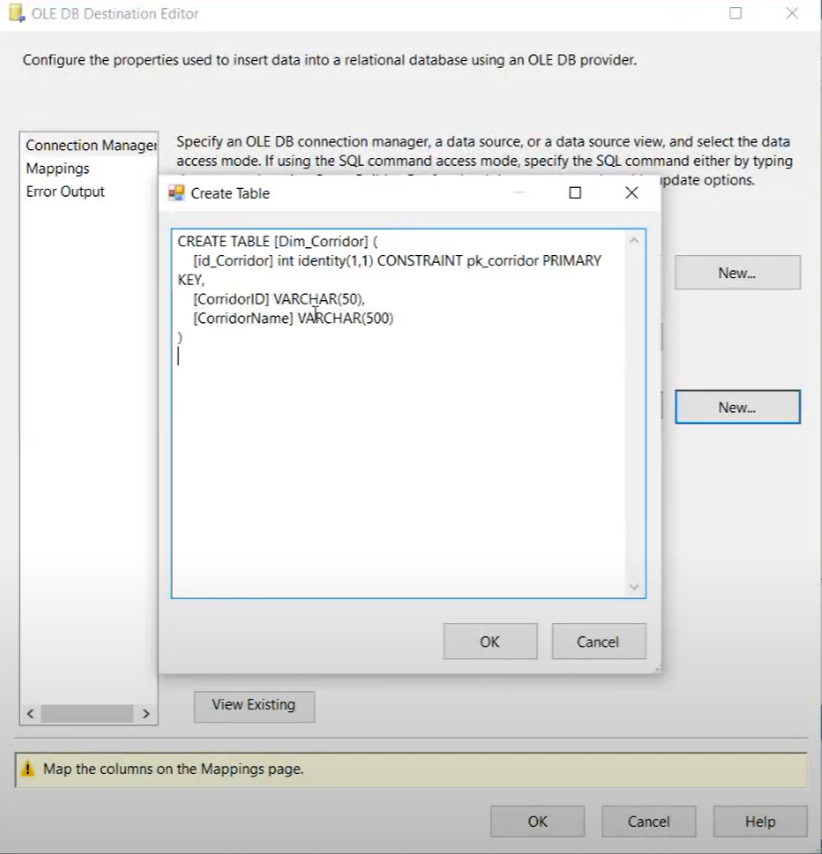 OLE DB Destination Editor
Configure the properties used to insert data into a relational database using an OLE DB provider.
Connection Manager
Mappings
Error Output
Specify an OLE DB connection manager, a data source, or a data source view, and select the data
access mode. If using the SQL command access mode, specify the SQL command either by typing
update options.
Create Table
CREATE TABLE [Dim_Corridor] (
[id_Corridor] int identity(1,1) CONSTRAINT pk_corridor PRIMARY
KEY,
[CorridorID] VARCHAR(50),
[CorridorName] VARCHAR(500)
)
New...
New...
OK
Cancel
View Existing
Map the columns on the Mappings page.
OK
Cancel
Help